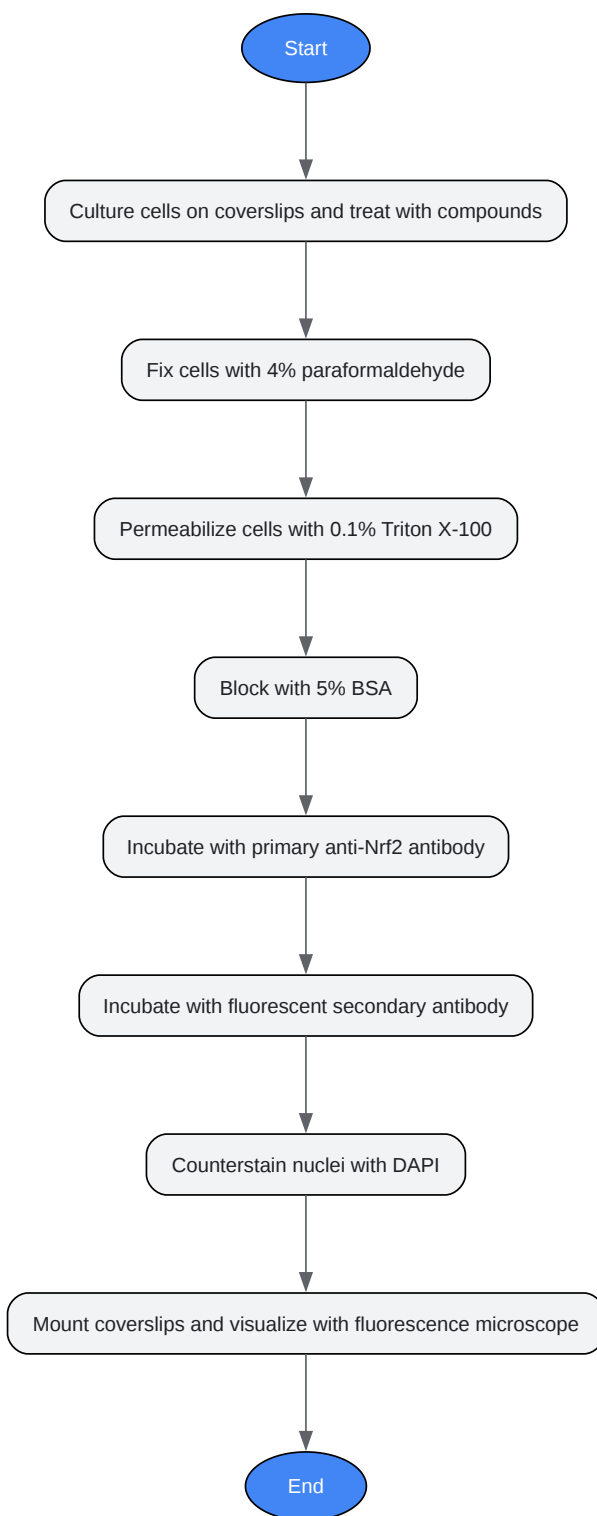 Start
Culture cells on coverslips and treat with compounds
Fix cells with 4% paraformaldehyde
Permeabilize cells with 0.1% Triton X-100
Block with 5% BSA
Incubate with primary anti-Nrf2 antibody
Incubate with fluorescent secondary antibody
Counterstain nuclei with DAPI
Mount coverslips and visualize with fluorescence microscope
End